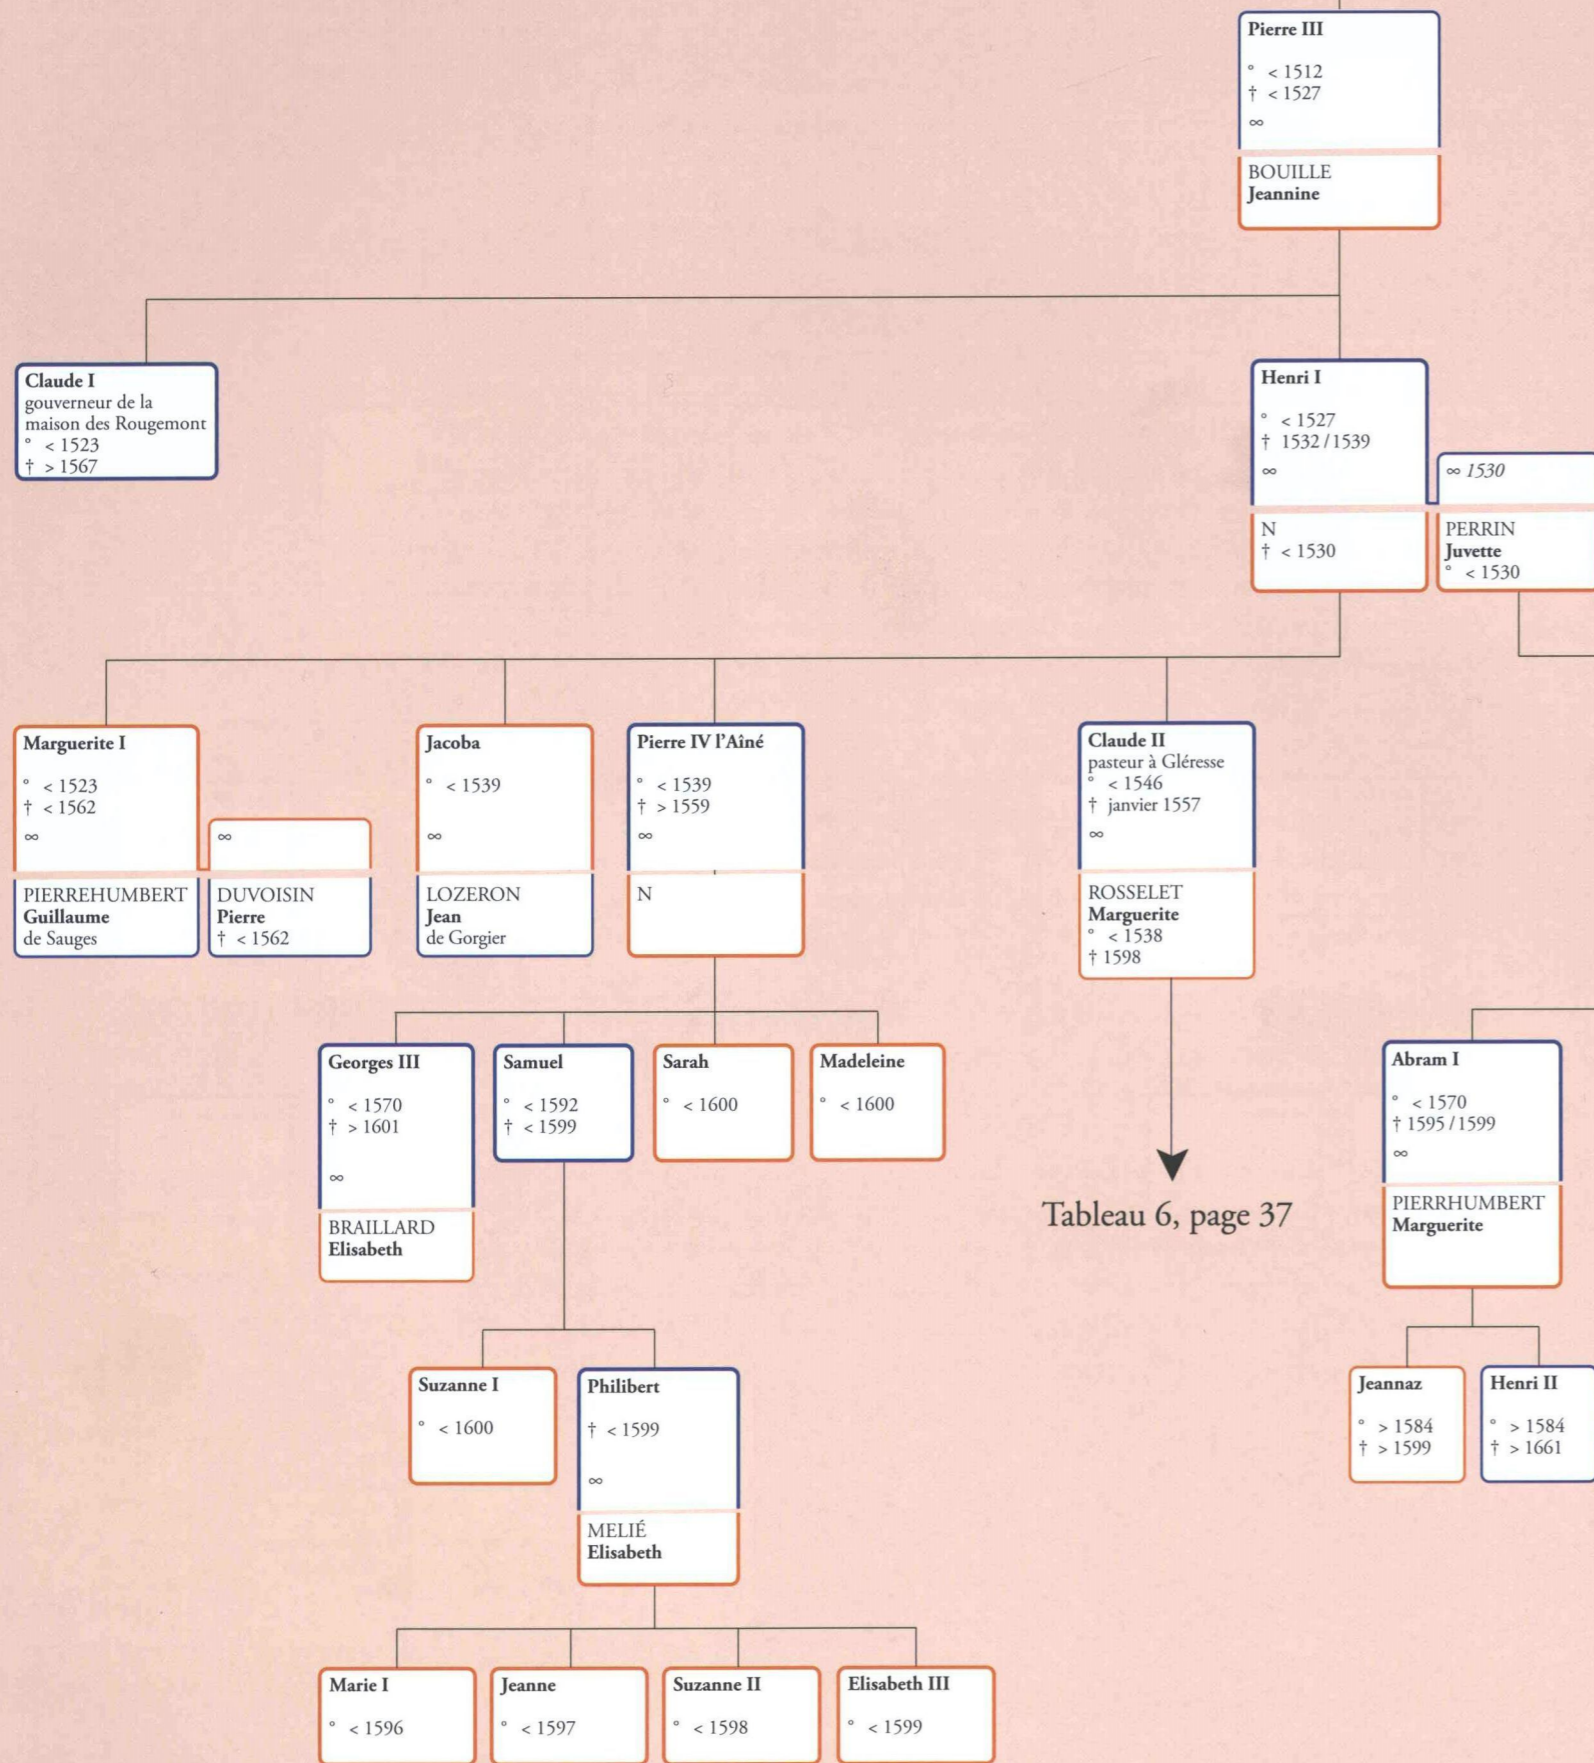 Pierre III
° < 1512
† < 1527
∞
BOUILLE
Jeannine
Claude I
gouverneur de la
maison des Rougemont
° < 1523
† > 1567
Henri I
° < 1527
† 1532 / 1539
∞
N
† < 1530
∞ 1530
PERRIN
Juvette
° < 1530
Marguerite I
° < 1523
† < 1562
∞
PIERREHUMBERT
Guillaume
de Sauges
∞
DUVOISIN
Pierre
† < 1562
Jacoba
° < 1539
∞
LOZERON
Jean
de Gorgier
Pierre IV l'Aîné
° < 1539
† > 1559
∞
N
Claude II
pasteur à Gléresse
° < 1546
† janvier 1557
∞
ROSSELET
Marguerite
° < 1538
† 1598
Georges III
° < 1570
† > 1601
∞
BRAILLARD
Elisabeth
Samuel
° < 1592
† < 1599
Sarah
° < 1600
Madeleine
° < 1600
Tableau 6, page 37
Abram I
° < 1570
† 1595 / 1599
∞
PIERRHUMBERT
Marguerite
Suzanne I
° < 1600
Philibert
† < 1599
∞
MELIÉ
Elisabeth
Jeannaz
° > 1584
† > 1599
Henri II
° > 1584
† > 1661
Marie I
° < 1596
Jeanne
° < 1597
Suzanne II
° < 1598
Elisabeth III
° < 1599